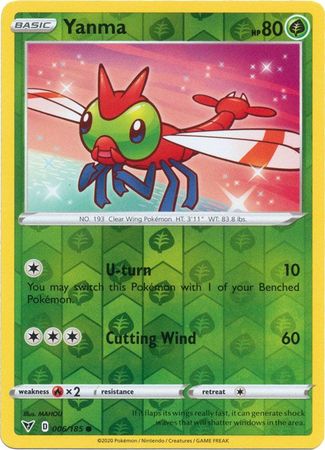 BASIC Yanma HP 80
NO. 193 Clear Wing Pokémon. HT: 3'11" WT: 83.8 lbs.
U-turn 10
You may switch this Pokémon with 1 of your Benched
Pokémon.
Cutting Wind 60
weakness ×2 resistance retreat
Illus. MAHOU
D 006/185
If it flaps its wings really fast, it can generate shock
waves that will shatter windows in the area.
©2020 Pokémon / Nintendo / Creatures / GAME FREAK